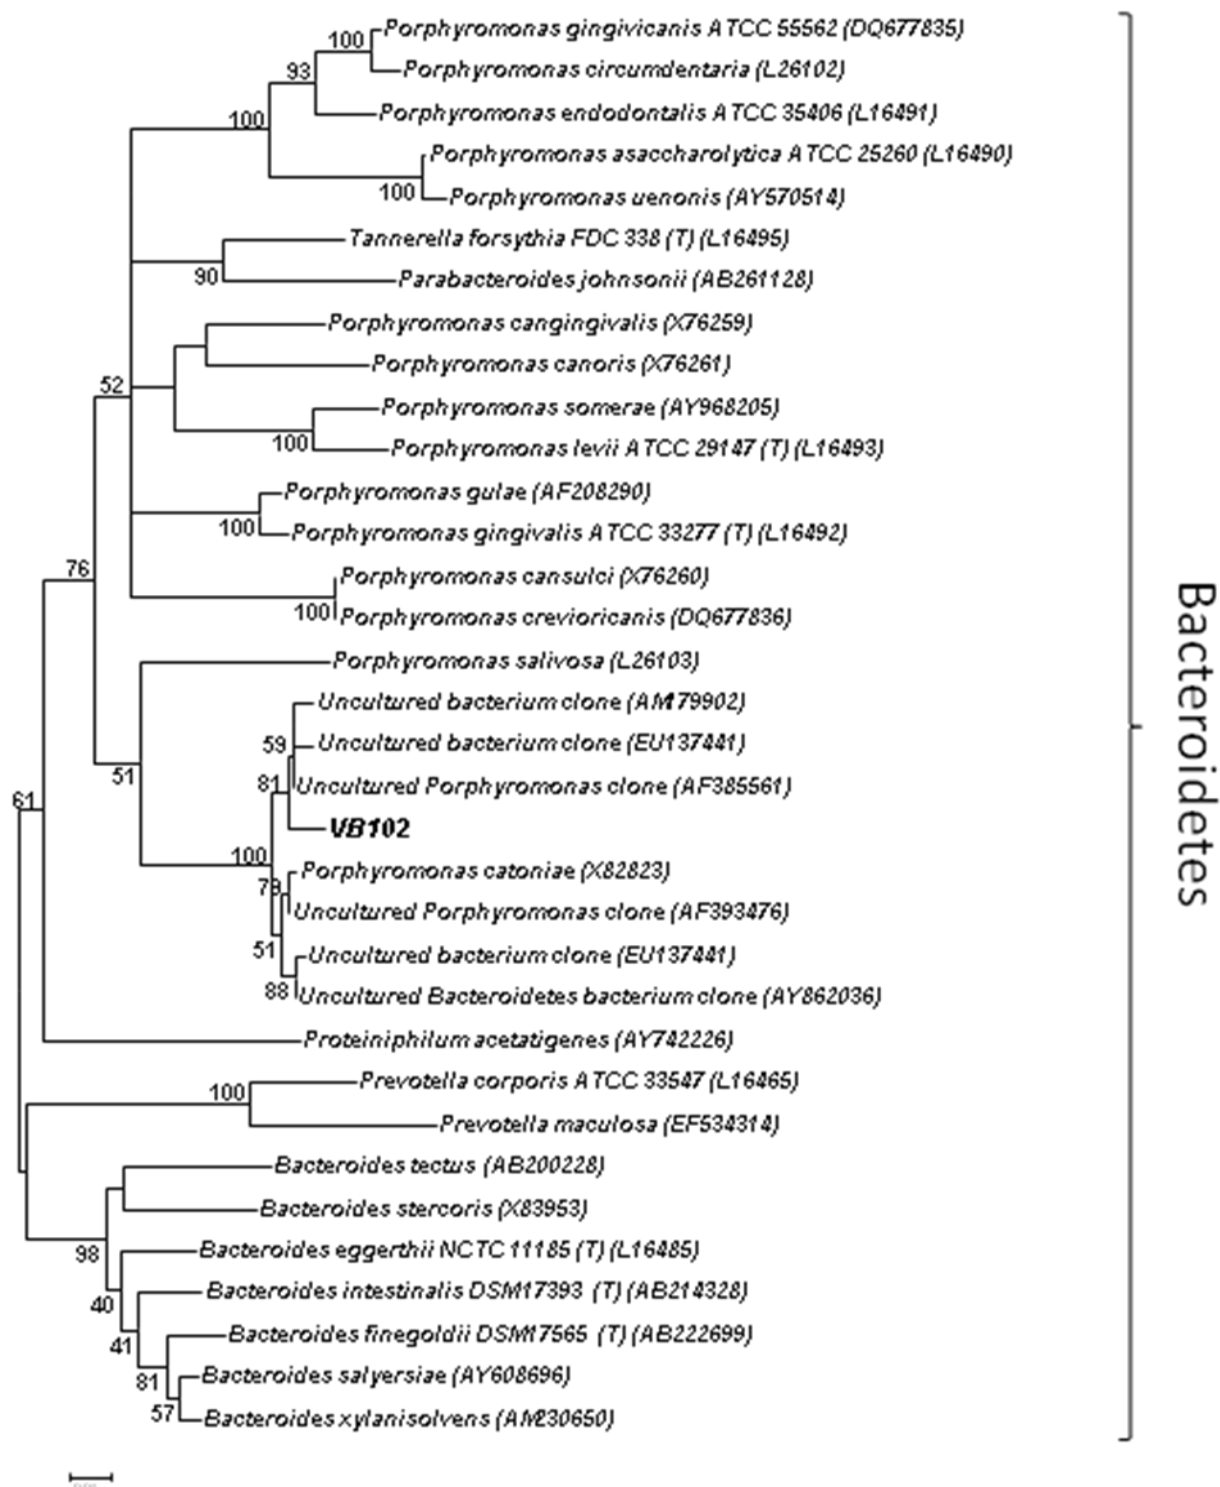 Porphyromonas gingivicanis ATCC 55562 (DQ677835)
100
Porphyromonas circumdentaria (L26102)
93
Porphyromonas endodontalis ATCC 35406 (L16491)
100
Porphyromonas asaccharolytica ATCC 25260 (L16490)
100
Porphyromonas uenonis (AY570514)
Tannerella forsythia FDC 338 (T) (L16495)
90
Parabacteroides johnsonii (AB261128)
Porphyromonas cangingivalis (X76259)
Porphyromonas canoris (X76261)
52
Porphyromonas somerae (AY968205)
100
Porphyromonas levii ATCC 29147 (T) (L16493)
Porphyromonas gulae (AF208290)
100
Porphyromonas gingivalis ATCC 33277 (T) (L16492)
76
Porphyromonas cansulci (X76260)
100
Porphyromonas crevioricanis (DQ677836)
Porphyromonas salivosa (L26103)
Uncultured bacterium clone (AM179902)
59
Uncultured bacterium clone (EU137441)
51
81
Uncultured Porphyromonas clone (AF385561)
61
VB102
100
Porphyromonas catoniae (X82823)
Uncultured Porphyromonas clone (AF393476)
51
Uncultured bacterium clone (EU137441)
88
Uncultured Bacteroidetes bacterium clone (AY862036)
Proteiniphilum acetatigenes (AY742226)
Prevotella corporis ATCC 33547 (L16465)
100
Prevotella maculosa (EF534314)
Bacteroides tectus (AB200228)
Bacteroides stercoris (X83953)
98
Bacteroides eggerthii NCTC 11185 (T) (L16485)
40
Bacteroides intestinalis DSM17393 (T) (AB214328)
41
Bacteroides finegoldii DSM17565 (T) (AB222699)
81
Bacteroides salyersiae (AY608696)
57
Bacteroides xylanisolvens (AM230650)
Bacteroidetes